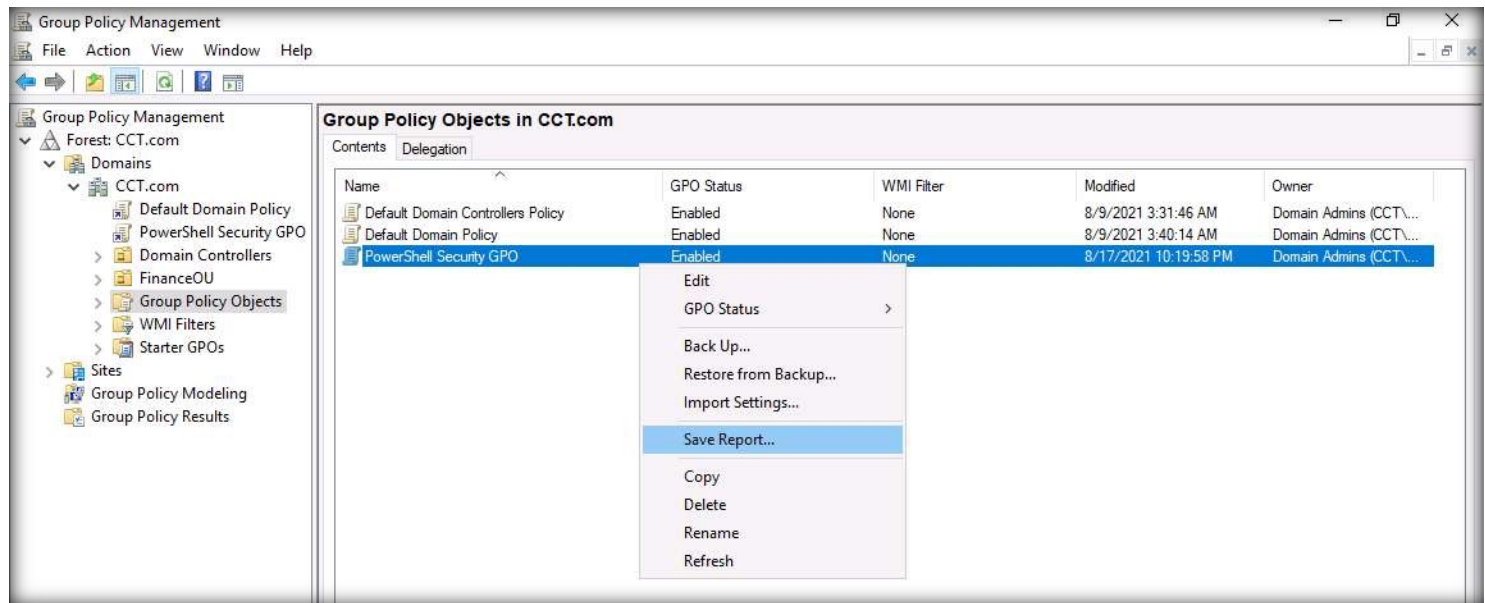 Group Policy Management
File Action View Window Help
Group Policy Management
Forest: CCT.com
Domains
CCT.com
Default Domain Policy
PowerShell Security GPO
Domain Controllers
FinanceOU
Group Policy Objects
WMI Filters
Starter GPOs
Sites
Group Policy Modeling
Group Policy Results
Group Policy Objects in CCT.com
Contents Delegation
Name GPO Status WMI Filter Modified Owner
Default Domain Controllers Policy Enabled None 8/9/2021 3:31:46 AM Domain Admins (CCT\...
Default Domain Policy Enabled None 8/9/2021 3:40:14 AM Domain Admins (CCT\...
PowerShell Security GPO Enabled None 8/17/2021 10:19:58 PM Domain Admins (CCT\...
Edit
GPO Status
Back Up...
Restore from Backup...
Import Settings...
Save Report...
Copy
Delete
Rename
Refresh